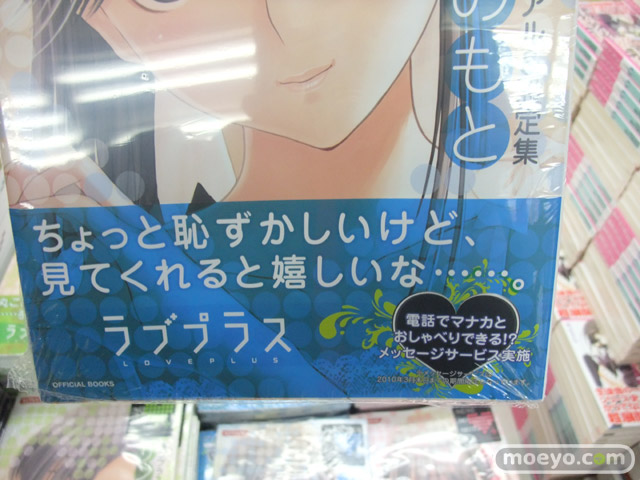 のもと
定集
ちょっと恥ずかしいけど、
見てくれると嬉しいな……。
ラブプラス
LOVEPLUS
電話でマナカと
おしゃべりできる!?
メッセージサービス実施
OFFICIAL BOOKS
moeyo.com